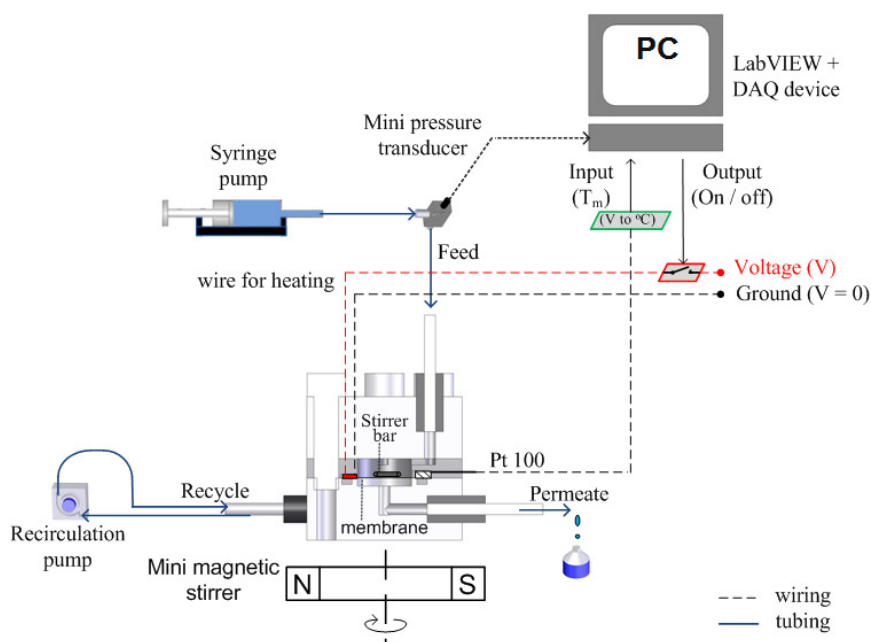 PC
LabVIEW +
DAQ device
Mini pressure
transducer
Syringe
pump
Input
(Tm)
Output
(On / off)
(V to ºC)
Feed
wire for heating
Voltage (V)
Ground (V = 0)
Stirrer
bar
Pt 100
Recycle
Permeate
membrane
Recirculation
pump
Mini magnetic
stirrer
N
S
wiring
tubing